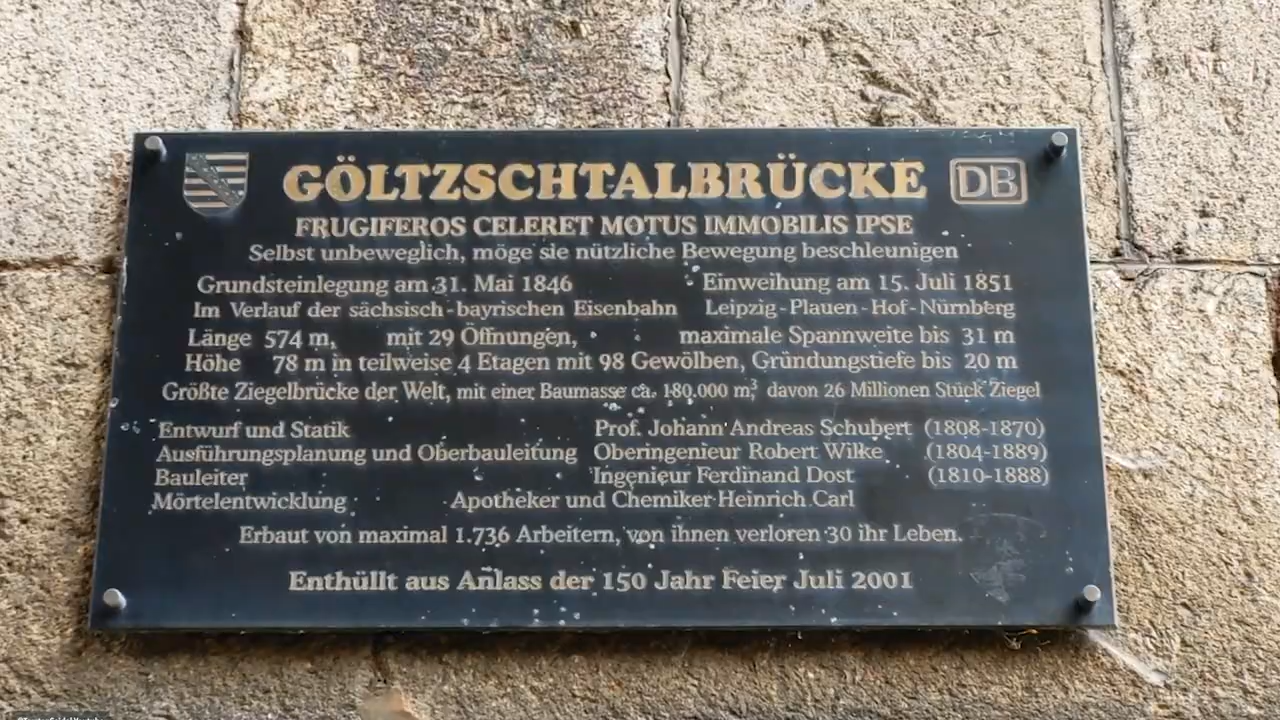 GÖLTZSCHTALBRÜCKE DB
FRUGIFEROS CELERET MOTUS IMMOBILIS IPSE
Selbst unbeweglich, möge sie nützliche Bewegung beschleunigen
Grundsteinlegung am 31. Mai 1846 Einweihung am 15. Juli 1851
Im Verlauf der sächsisch-bayrischen Eisenbahn Leipzig-Plauen-Hof-Nürnberg
Länge 574 m, mit 29 Öffnungen, maximale Spannweite bis 31 m
Höhe 78 m in teilweise 4 Etagen mit 98 Gewölben, Gründungstiefe bis 20 m
Größte Ziegelbrücke der Welt, mit einer Baumasse ca. 180.000 m³ davon 26 Millionen Stück Ziegel
Entwurf und Statik Prof. Johann Andreas Schubert (1808-1870)
Ausführungsplanung und Oberbauleitung Oberingenieur Robert Wilke (1804-1889)
Bauleiter Ingenieur Ferdinand Dost (1810-1888)
Mörtelentwicklung Apotheker und Chemiker Heinrich Carl
Erbaut von maximal 1.736 Arbeitern, von ihnen verloren 30 ihr Leben.
Enthüllt aus Anlass der 150 Jahr Feier Juli 2001